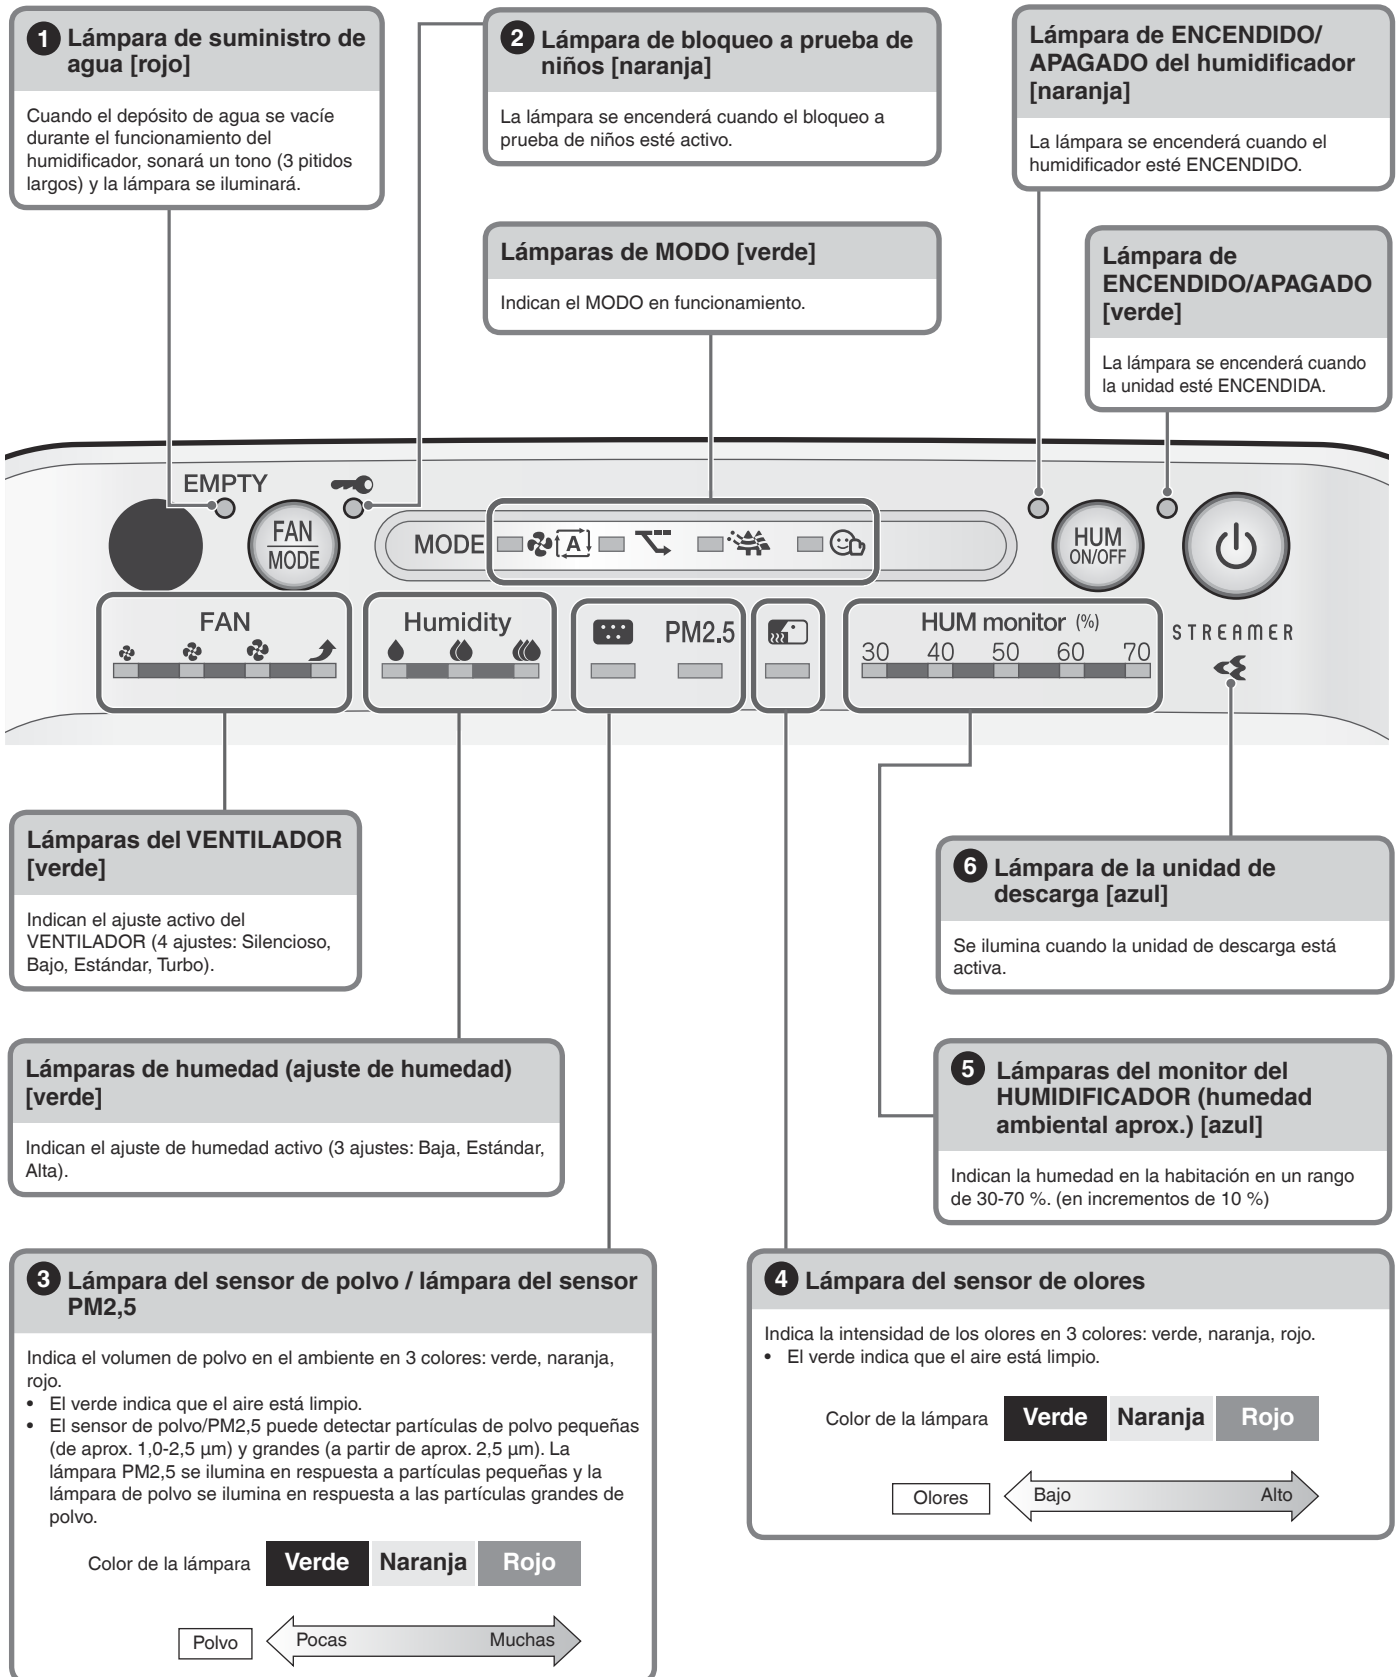 1 Lámpara de suministro de
agua [rojo]
Cuando el depósito de agua se vacíe
durante el funcionamiento del
humidificador, sonará un tono (3 pitidos
largos) y la lámpara se iluminará.
2 Lámpara de bloqueo a prueba de
niños [naranja]
La lámpara se encenderá cuando el bloqueo a
prueba de niños esté activo.
Lámpara de ENCENDIDO/
APAGADO del humidificador
[naranja]
La lámpara se encenderá cuando el
humidificador esté ENCENDIDO.
Lámparas de MODO [verde]
Indican el MODO en funcionamiento.
Lámpara de
ENCENDIDO/APAGADO
[verde]
La lámpara se encenderá cuando
la unidad esté ENCENDIDA.
EMPTY
FAN
MODE
MODE
A
HUM
ON/OFF
FAN
Humidity
PM2.5
HUM monitor (%)
30 40 50 60 70
STREAMER
Lámparas del VENTILADOR
[verde]
Indican el ajuste activo del
VENTILADOR (4 ajustes: Silencioso,
Bajo, Estándar, Turbo).
6 Lámpara de la unidad de
descarga [azul]
Se ilumina cuando la unidad de descarga está
activa.
Lámparas de humedad (ajuste de humedad)
[verde]
Indican el ajuste de humedad activo (3 ajustes: Baja, Estándar,
Alta).
5 Lámparas del monitor del
HUMIDIFICADOR (humedad
ambiental aprox.) [azul]
Indican la humedad en la habitación en un rango
de 30-70 %. (en incrementos de 10 %)
3 Lámpara del sensor de polvo / lámpara del sensor
PM2,5
Indica el volumen de polvo en el ambiente en 3 colores: verde, naranja,
rojo.
• El verde indica que el aire está limpio.
• El sensor de polvo/PM2,5 puede detectar partículas de polvo pequeñas
(de aprox. 1,0-2,5 µm) y grandes (a partir de aprox. 2,5 µm). La
lámpara PM2,5 se ilumina en respuesta a partículas pequeñas y la
lámpara de polvo se ilumina en respuesta a las partículas grandes de
polvo.
Color de la lámpara Verde Naranja Rojo
Polvo Pocas Muchas
4 Lámpara del sensor de olores
Indica la intensidad de los olores en 3 colores: verde, naranja, rojo.
• El verde indica que el aire está limpio.
Color de la lámpara Verde Naranja Rojo
Olores Bajo Alto